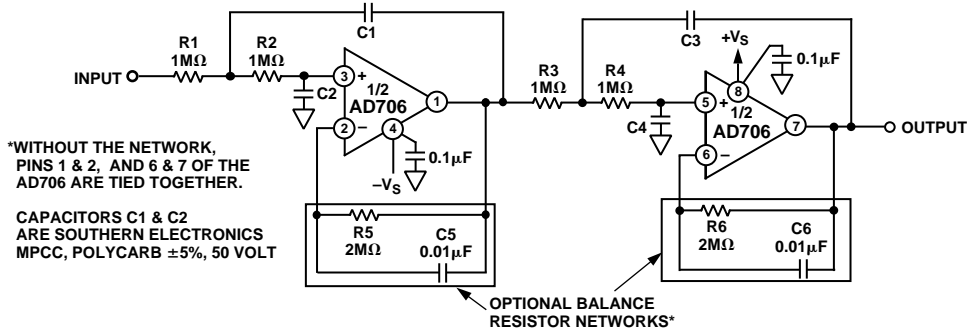 C1
C3
R1
1MΩ
R2
1MΩ
INPUT
C2
3
+
1/2
AD706
1
2
−
4
0.1µF
−VS
R3
1MΩ
R4
1MΩ
C4
+VS
0.1µF
8
5
+
1/2
AD706
7
6
−
OUTPUT
*WITHOUT THE NETWORK,
PINS 1 & 2, AND 6 & 7 OF THE
AD706 ARE TIED TOGETHER.
CAPACITORS C1 & C2
ARE SOUTHERN ELECTRONICS
MPCC, POLYCARB ±5%, 50 VOLT
R5
2MΩ
C5
0.01µF
R6
2MΩ
C6
0.01µF
OPTIONAL BALANCE
RESISTOR NETWORKS*